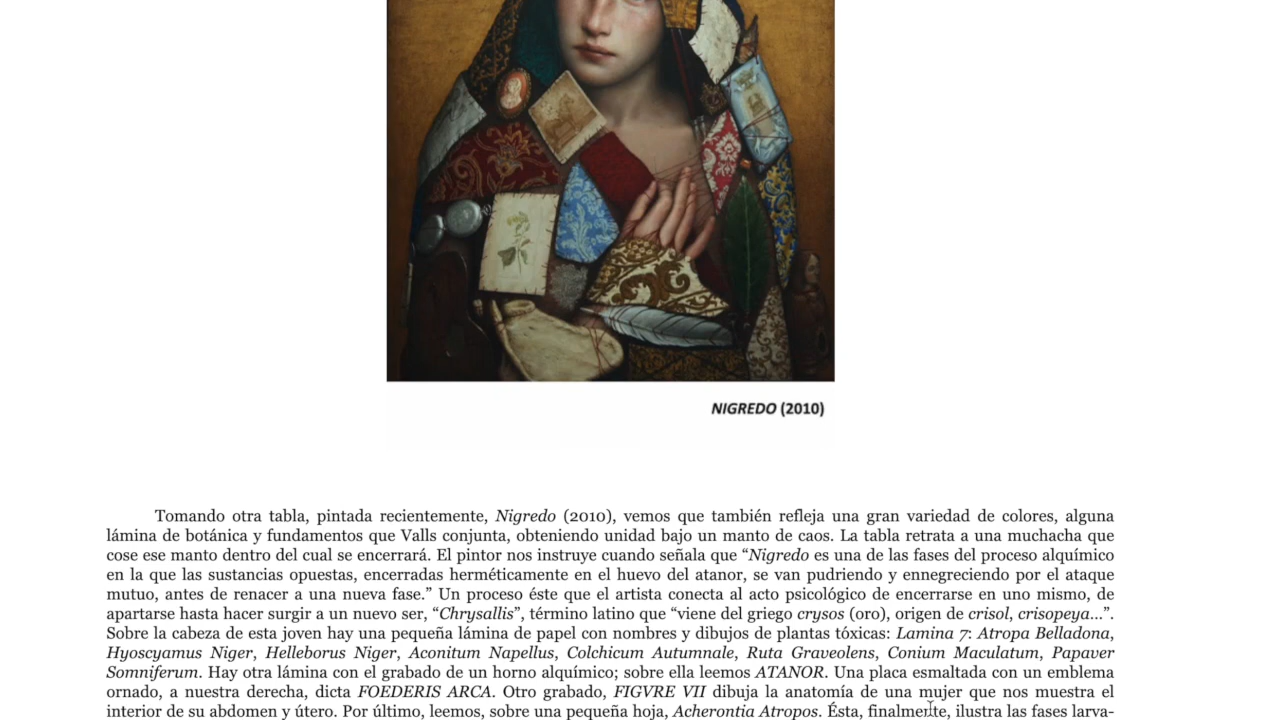 NIGREDO (2010)
Tomando otra tabla, pintada recientemente, Nigredo (2010), vemos que también refleja una gran variedad de colores, alguna
lámina de botánica y fundamentos que Valls conjunta, obteniendo unidad bajo un manto de caos. La tabla retrata a una muchacha que
cose ese manto dentro del cual se encerrará. El pintor nos instruye cuando señala que “Nigredo es una de las fases del proceso alquímico
en la que las sustancias opuestas, encerradas herméticamente en el huevo del atanor, se van pudriendo y ennegreciendo por el ataque
mutuo, antes de renacer a una nueva fase.” Un proceso éste que el artista conecta al acto psicológico de encerrarse en uno mismo, de
apartarse hasta hacer surgir a un nuevo ser, “Chrysallis”, término latino que “viene del griego crysos (oro), origen de crisol, crisopeya...”.
Sobre la cabeza de esta joven hay una pequeña lámina de papel con nombres y dibujos de plantas tóxicas: Lamina 7: Atropa Belladona,
Hyoscyamus Niger, Helleborus Niger, Aconitum Napellus, Colchicum Autumnale, Ruta Graveolens, Conium Maculatum, Papaver
Somniferum. Hay otra lámina con el grabado de un horno alquímico; sobre ella leemos ATANOR. Una placa esmaltada con un emblema
ornado, a nuestra derecha, dicta FOEDERIS ARCA. Otro grabado, FIGVRE VII dibuja la anatomía de una mujer que nos muestra el
interior de su abdomen y útero. Por último, leemos, sobre una pequeña hoja, Acherontia Atropos. Ésta, finalmente, ilustra las fases larva-